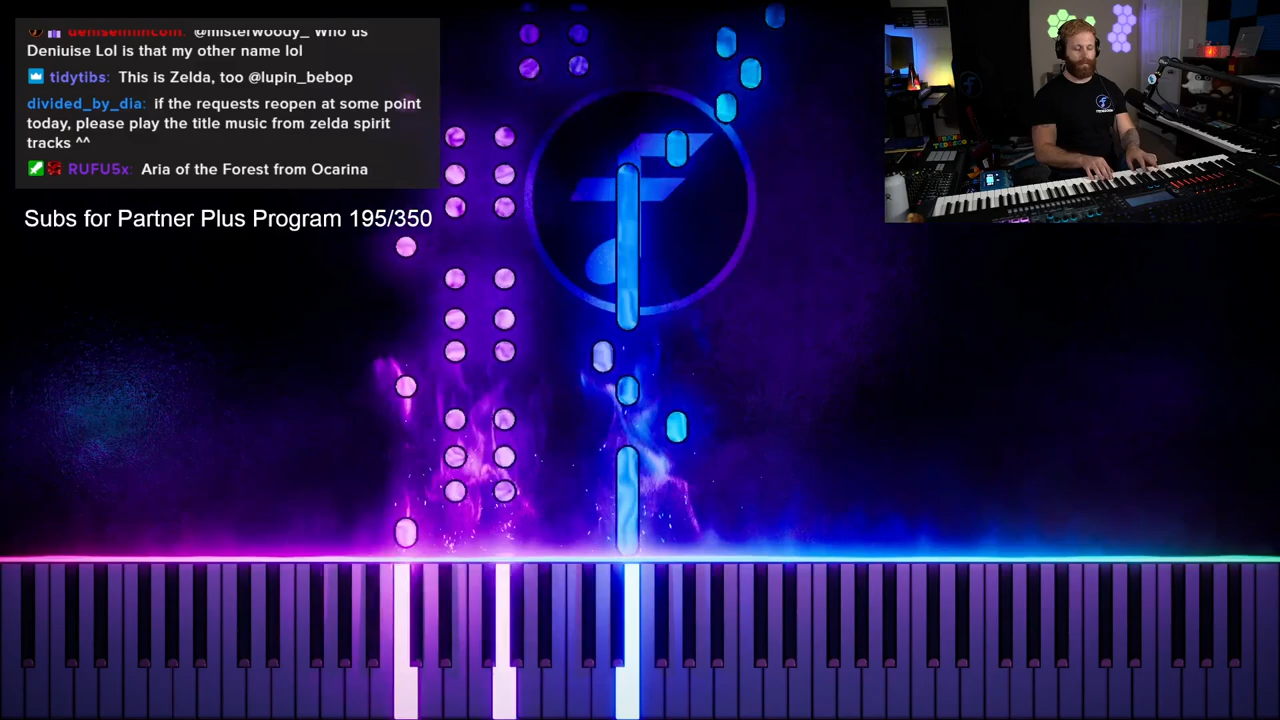 denisemincoln: @misterwoody_ Who us
Deniuise Lol is that my other name lol
tidytibs: This is Zelda, too @lupin_bebop
divided_by_dia: if the requests reopen at some point
today, please play the title music from zelda spirit
tracks ^^
RUFU5x: Aria of the Forest from Ocarina
Subs for Partner Plus Program 195/350